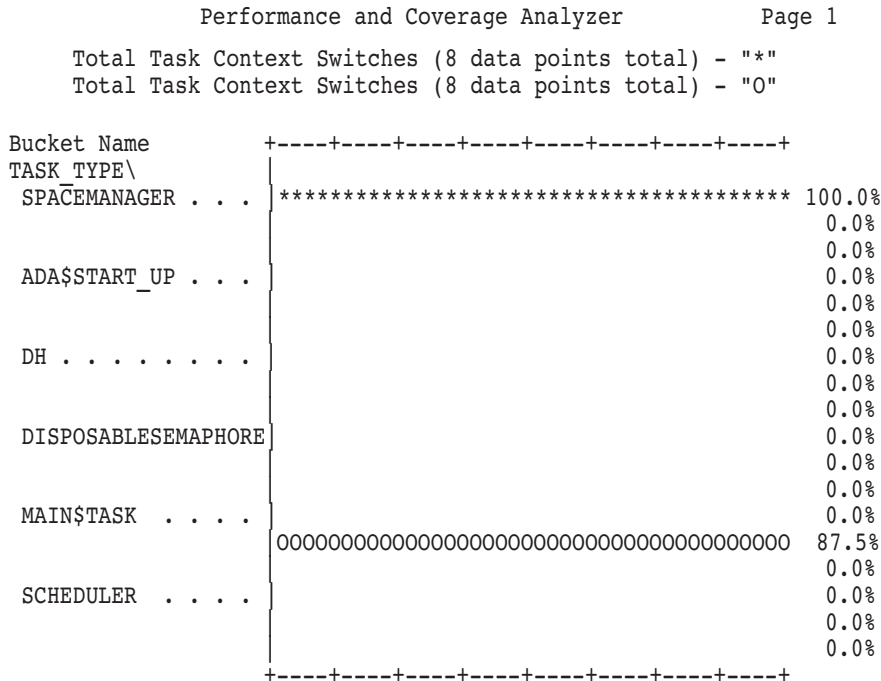 Performance and Coverage Analyzer Page 1
Total Task Context Switches (8 data points total) - "*"
Total Task Context Switches (8 data points total) - "O"
Bucket Name +----+----+----+----+----+----+----+----+
TASK_TYPE\ |
SPACEMANAGER . . . |**************************************** 100.0%
| 0.0%
| 0.0%
ADA$START_UP . . . | 0.0%
| 0.0%
| 0.0%
DH . . . . . . . . | 0.0%
| 0.0%
| 0.0%
DISPOSABLESEMAPHORE| 0.0%
| 0.0%
| 0.0%
MAIN$TASK . . . . | 0.0%
|OOOOOOOOOOOOOOOOOOOOOOOOOOOOOOOOOOOOOOOO 87.5%
| 0.0%
SCHEDULER . . . . | 0.0%
| 0.0%
| 0.0%
+----+----+----+----+----+----+----+----+